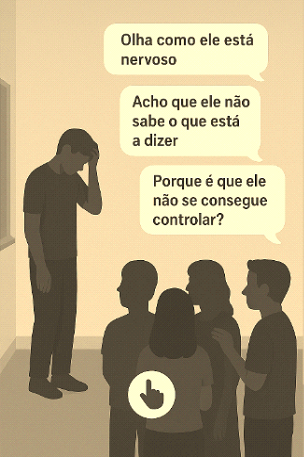 Olha como ele está
nervoso
Acho que ele não
sabe o que está
a dizer
Porque é que ele
não se consegue
controlar?